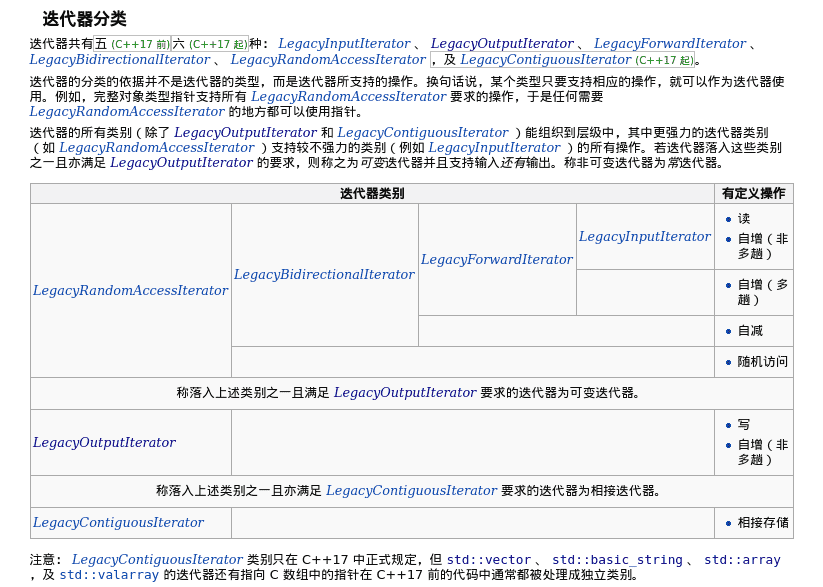 迭代器分类
迭代器共有五 (C++17 前)六 (C++17 起)种： LegacyInputIterator 、 LegacyOutputIterator 、 LegacyForwardIterator 、
LegacyBidirectionalIterator 、 LegacyRandomAccessIterator ，及 LegacyContiguousIterator (C++17 起)。
迭代器的分类的依据并不是迭代器的类型，而是迭代器所支持的操作。换句话说，某个类型只要支持相应的操作，就可以作为迭代器使
用。例如，完整对象类型指针支持所有 LegacyRandomAccessIterator 要求的操作，于是任何需要
LegacyRandomAccessIterator 的地方都可以使用指针。
迭代器的所有类别（除了 LegacyOutputIterator 和 LegacyContiguousIterator ）能组织到层级中，其中更强力的迭代器类别
（如 LegacyRandomAccessIterator ）支持较不强力的类别（例如 LegacyInputIterator ）的所有操作。若迭代器落入这些类别
之一且亦满足 LegacyOutputIterator 的要求，则称之为可变迭代器并且支持输入还有输出。称非可变迭代器为常迭代器。
迭代器类别 有定义操作
LegacyRandomAccessIterator LegacyBidirectionalIterator LegacyForwardIterator LegacyInputIterator
读
自增（非
多趟）
自增（多
趟）
自减
随机访问
称落入上述类别之一且满足 LegacyOutputIterator 要求的迭代器为可变迭代器。
LegacyOutputIterator
写
自增（非
多趟）
称落入上述类别之一且亦满足 LegacyContiguousIterator 要求的迭代器为相接迭代器。
LegacyContiguousIterator 相接存储
注意： LegacyContiguousIterator 类别只在 C++17 中正式规定，但 std::vector 、 std::basic_string 、 std::array
，及 std::valarray 的迭代器还有指向 C 数组中的指针在 C++17 前的代码中通常都被处理成独立类别。